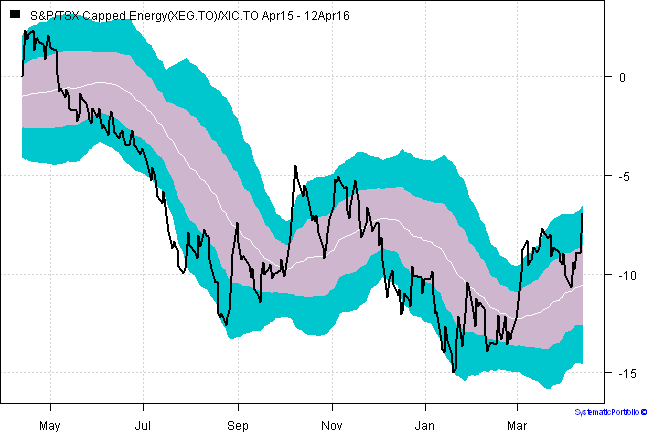 S&P/TSX Capped Energy(XEG.TO)/XIC.TO Apr15 - 12Apr16
0
-5
-10
-15
May Jul Sep Nov Jan Mar
SystematicPortfolio ©